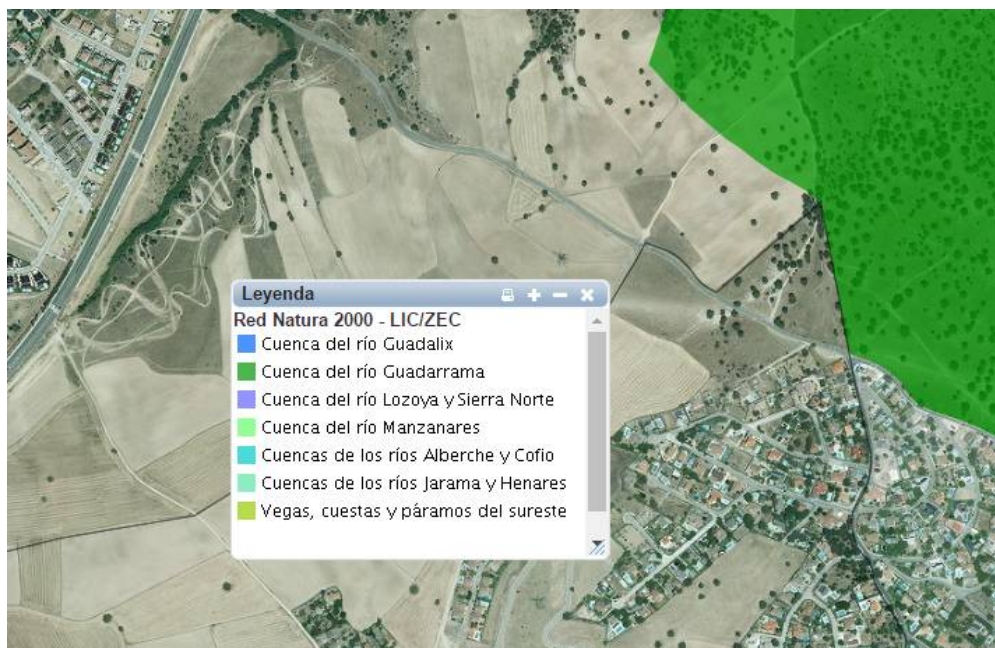 Leyenda
Red Natura 2000 - LIC/ZEC
Cuenca del río Guadalix
Cuenca del río Guadarrama
Cuenca del río Lozoya y Sierra Norte
Cuenca del río Manzanares
Cuencas de los ríos Alberche y Cofio
Cuencas de los ríos Jarama y Henares
Vegas, cuestas y páramos del sureste